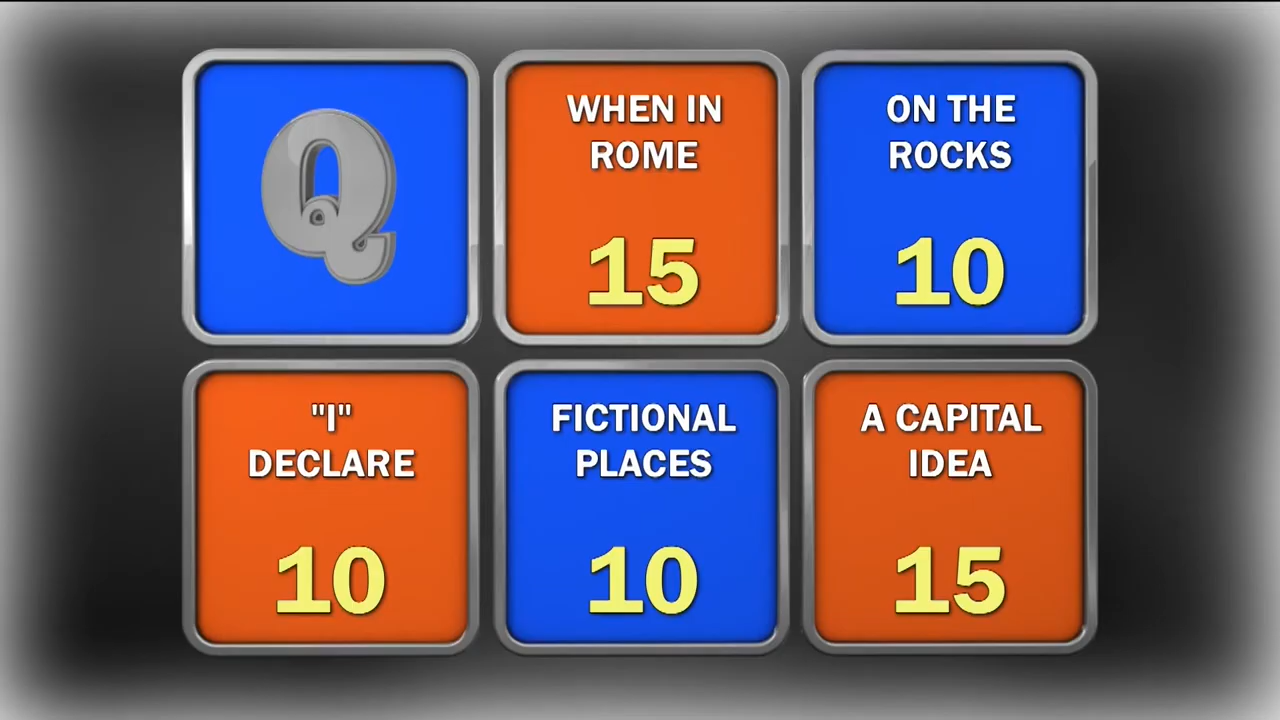 Q
WHEN IN
ROME
15
ON THE
ROCKS
10
"I"
DECLARE
10
FICTIONAL
PLACES
10
A CAPITAL
IDEA
15